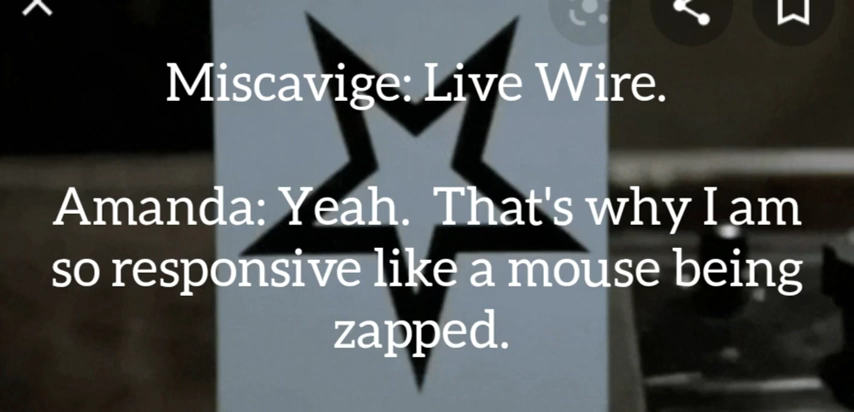 Miscavige: Live Wire.
Amanda: Yeah.  That's why I am
so responsive like a mouse being
zapped.